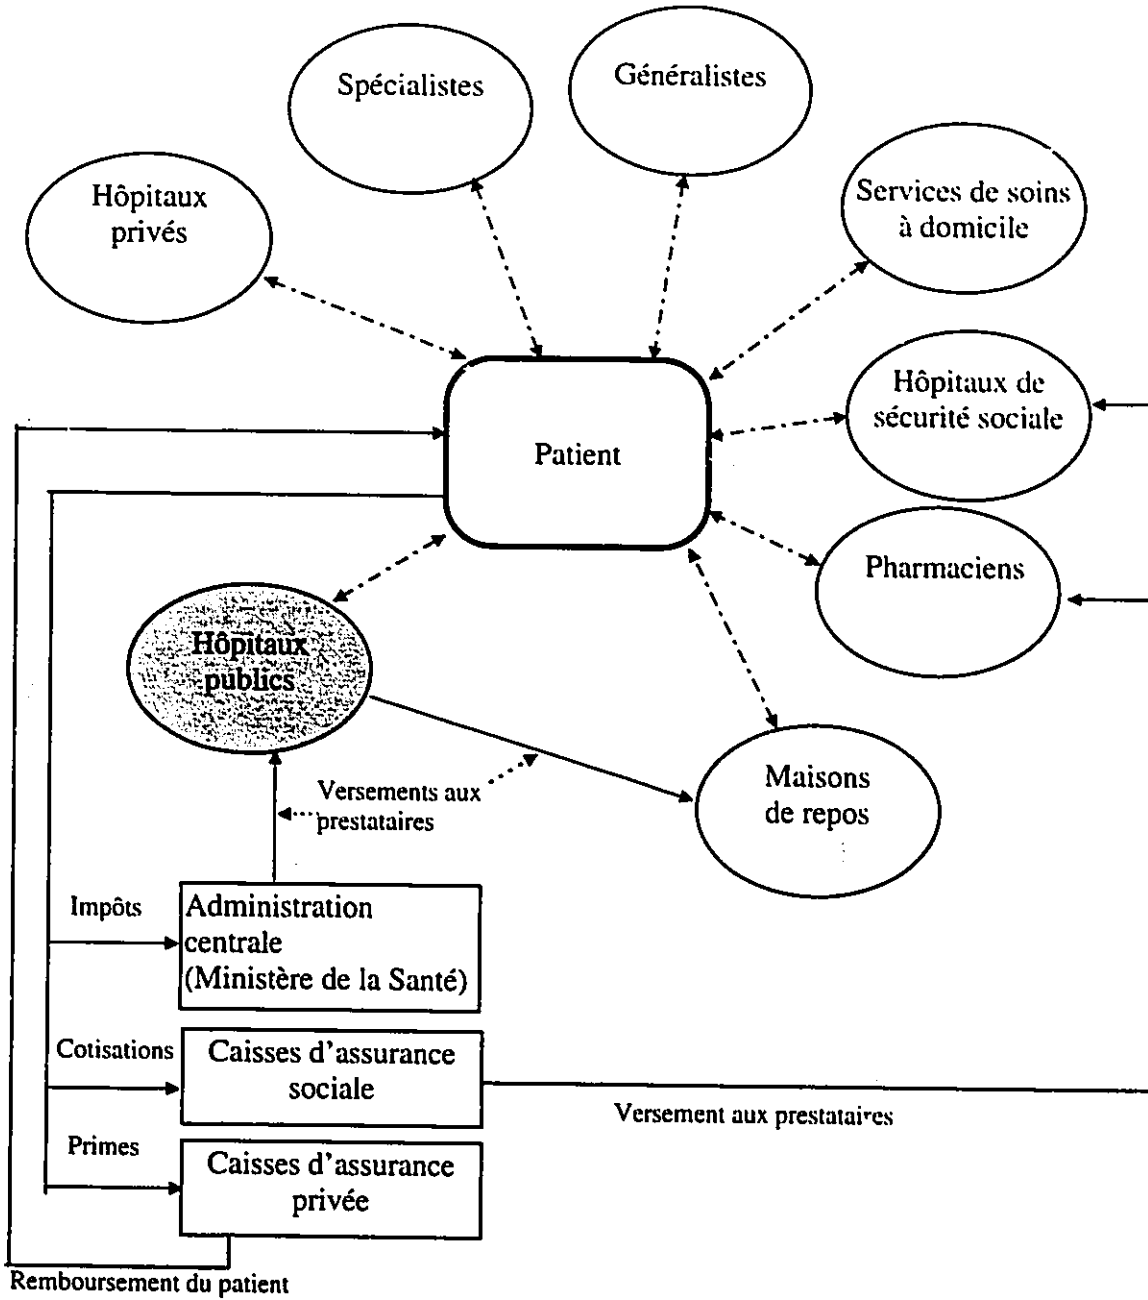 Spécialistes
Généralistes
Hôpitaux
privés
Services de soins
à domicile
Hôpitaux de
sécurité sociale
Patient
Pharmaciens
Hôpitaux
publics
Versements aux
prestataires
Maisons
de repos
Impôts
Administration
centrale
(Ministère de la Santé)
Cotisations
Caisses d'assurance
sociale
Versement aux prestataires
Primes
Caisses d'assurance
privée
Remboursement du patient